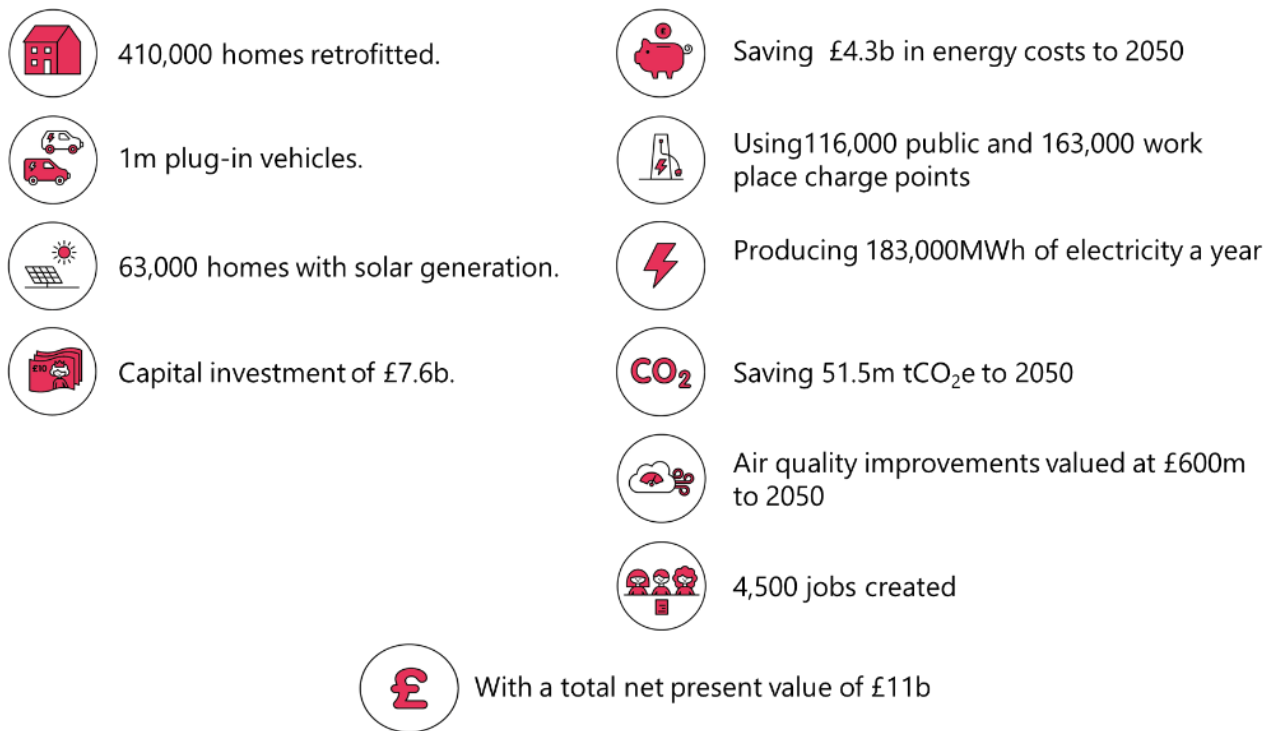 410,000 homes retrofitted.
Saving £4.3b in energy costs to 2050
1m plug-in vehicles.
Using116,000 public and 163,000 work
place charge points
63,000 homes with solar generation.
Producing 183,000MWh of electricity a year
£10
Capital investment of £7.6b.
CO₂
Saving 51.5m tCO₂e to 2050
Air quality improvements valued at £600m
to 2050
4,500 jobs created
£
With a total net present value of £11b